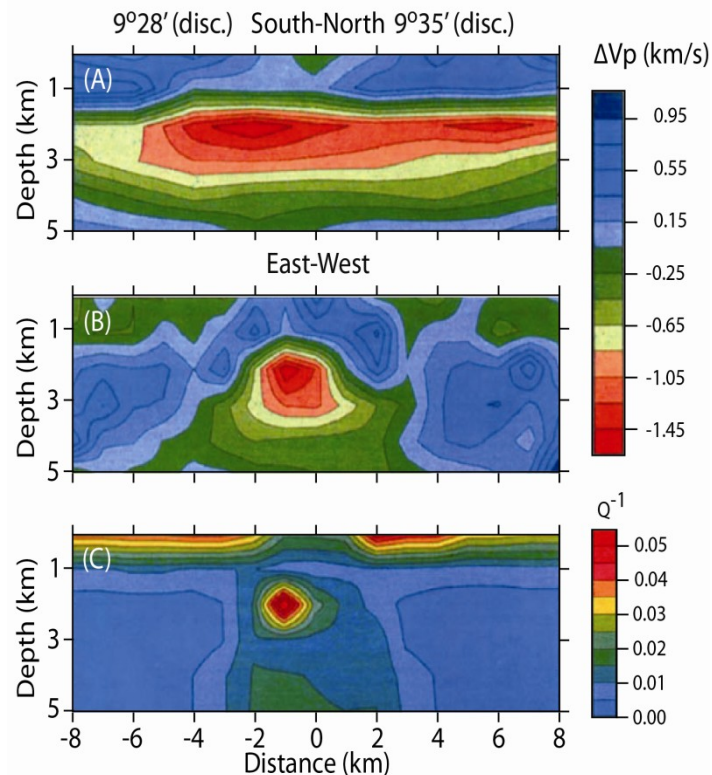 9°28′ (disc.) South-North 9°35′ (disc.)
ΔVp (km/s)
(A)
Depth (km)
1
3
5
0.95
0.55
0.15
-0.25
-0.65
-1.05
-1.45
East-West
(B)
Depth (km)
1
3
5
(C)
Depth (km)
1
3
5
Q⁻¹
0.05
0.04
0.03
0.02
0.01
0.00
-8 -6 -4 -2 0 2 4 6 8
Distance (km)